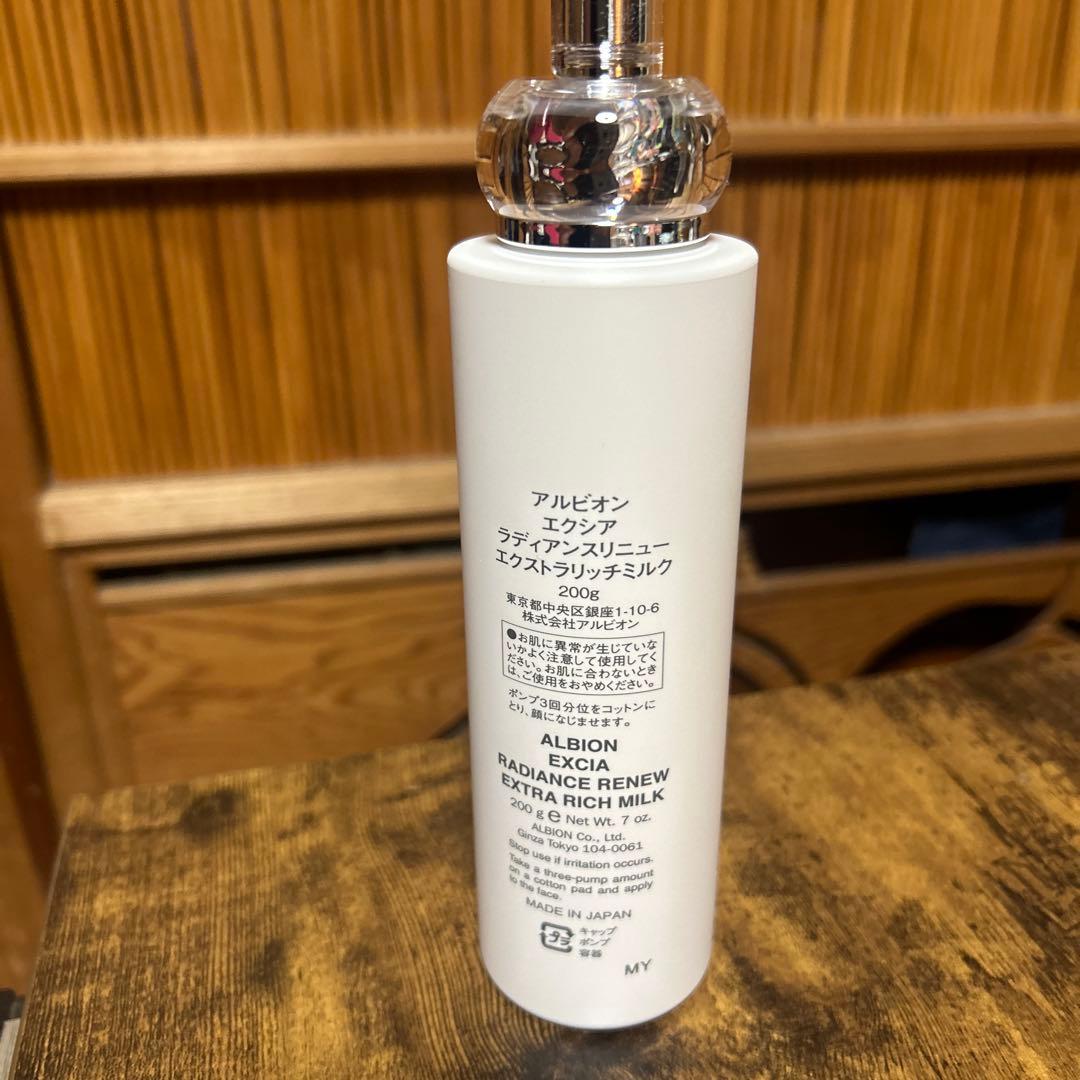 アルビオン
エクシア
ラディアンスリニュー
エクストラリッチミルク
200g
東京都中央区銀座1-10-6
株式会社アルビオン
●お肌に異常が生じていな
いかよく注意して使用してく
ださい。お肌に合わないとき
は、ご使用をおやめください。
ポンプ3回分位をコットンに
とり、顔になじませます。
ALBION
EXCIA
RADIANCE RENEW
EXTRA RICH MILK
200 g ℮ Net Wt. 7 oz.
ALBION Co., Ltd.
Ginza Tokyo 104-0061
Stop use if irritation occurs.
Take a three-pump amount
on a cotton pad and apply
to the face.
MADE IN JAPAN
プラ
キャップ
ポンプ
容器
MY